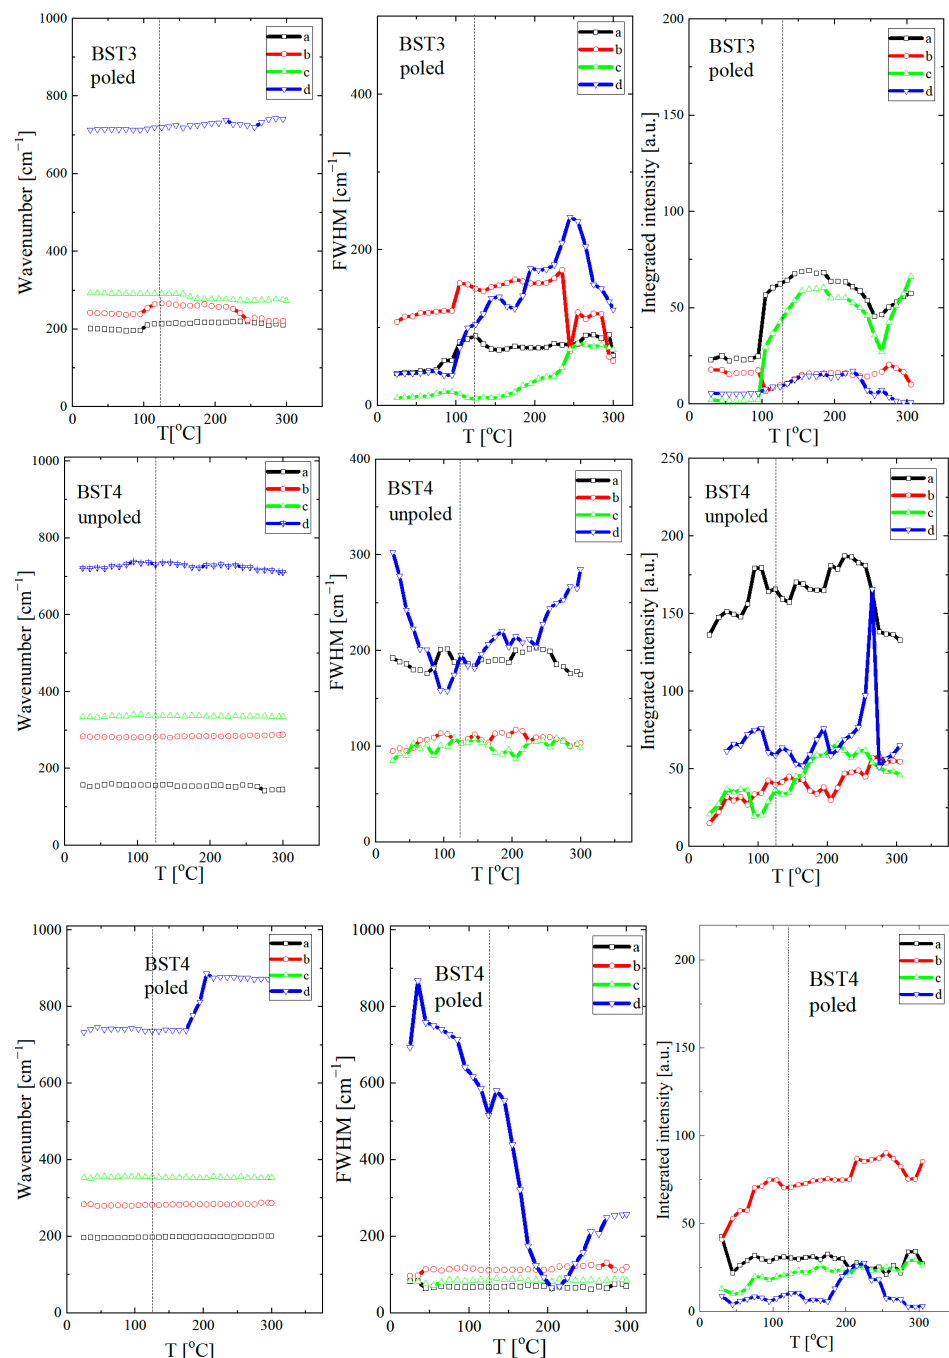 BST3
poled
a
b
c
d
Wavenumber [cm⁻¹]
1000
800
600
400
200
0
0
100
200
300
T[°C]
BST3
poled
a
b
c
d
FWHM [cm⁻¹]
400
200
0
0
100
200
300
T [°C]
BST3
poled
a
b
c
d
Integrated intensity [a.u.]
200
150
100
50
0
0
100
200
300
T [°C]
BST4
unpoled
a
b
c
d
Wavenumber [cm⁻¹]
1000
800
600
400
200
0
0
100
200
300
T [°C]
BST4
unpoled
a
b
c
d
FWHM [cm⁻¹]
400
300
200
100
0
0
100
200
300
T [°C]
BST4
unpoled
a
b
c
d
Integrated intensity [a.u.]
250
200
150
100
50
0
0
100
200
300
T [°C]
BST4
poled
a
b
c
d
Wavenumber [cm⁻¹]
1000
800
600
400
200
0
0
100
200
300
T [°C]
BST4
poled
a
b
c
d
FWHM [cm⁻¹]
1000
800
600
400
200
0
0
100
200
300
T [°C]
BST4
poled
a
b
c
d
Integrated intensity [a.u.]
200
150
100
50
0
0
100
200
300
T [°C]